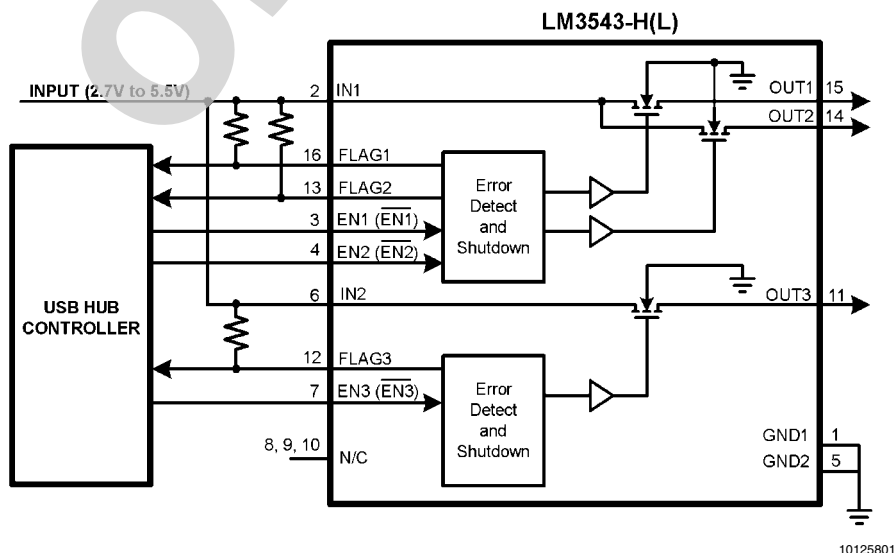 LM3543-H(L)
INPUT (2.7V to 5.5V)
2 IN1
OUT1 15
OUT2 14
16 FLAG1
13 FLAG2
3 EN1 (EN1)
4 EN2 (EN2)
Error
Detect
and
Shutdown
6 IN2
OUT3 11
USB HUB
CONTROLLER
12 FLAG3
7 EN3 (EN3)
Error
Detect
and
Shutdown
8, 9, 10 N/C
GND1 1
GND2 5
10125801